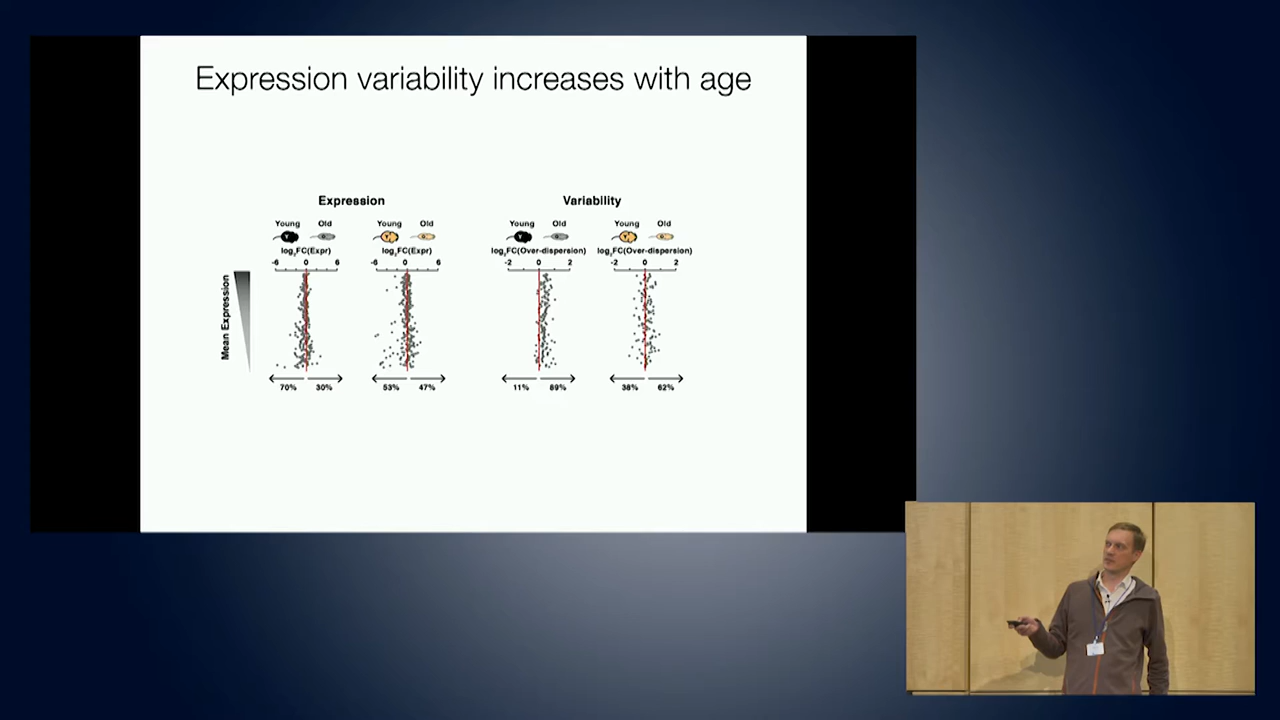 Expression variability increases with age
Expression
Variability
Young Old Young Old Young Old Young Old
log₂FC(Expr) log₂FC(Expr) log₂FC(Over-dispersion) log₂FC(Over-dispersion)
-6 0 6 -6 0 6 -2 0 2 -2 0 2
Mean Expression
70% 30% 53% 47% 11% 89% 38% 62%